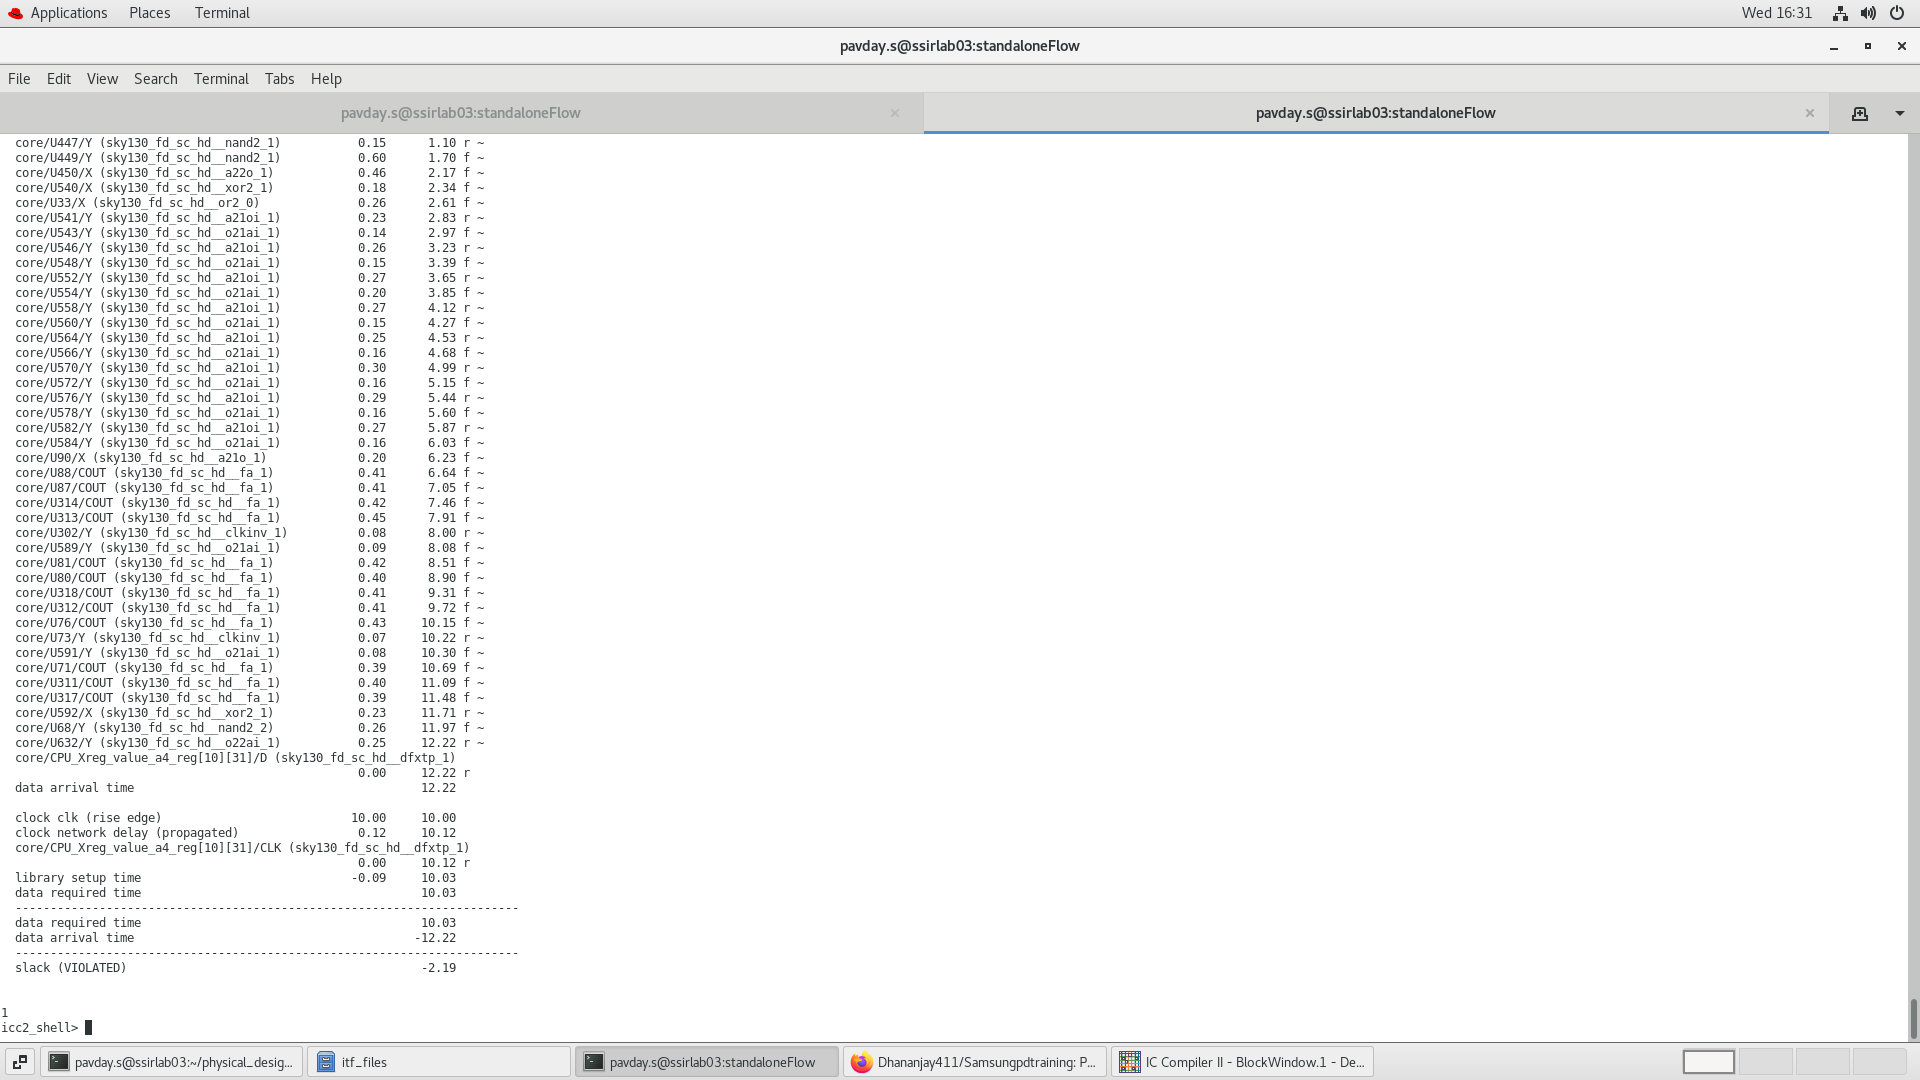 Applications Places Terminal Wed 16:31
pavday.s@ssirlab03:standaloneFlow
File Edit View Search Terminal Tabs Help
pavday.s@ssirlab03:standaloneFlow × pavday.s@ssirlab03:standaloneFlow ×
core/U447/Y (sky130_fd_sc_hd__nand2_1) 0.15 1.10 r ~
core/U449/Y (sky130_fd_sc_hd__nand2_1) 0.60 1.70 f ~
core/U450/X (sky130_fd_sc_hd__a22o_1) 0.46 2.17 f ~
core/U540/X (sky130_fd_sc_hd__xor2_1) 0.18 2.34 f ~
core/U33/X (sky130_fd_sc_hd__or2_0) 0.26 2.61 f ~
core/U541/Y (sky130_fd_sc_hd__a21oi_1) 0.23 2.83 r ~
core/U543/Y (sky130_fd_sc_hd__o21ai_1) 0.14 2.97 f ~
core/U546/Y (sky130_fd_sc_hd__a21oi_1) 0.26 3.23 r ~
core/U548/Y (sky130_fd_sc_hd__o21ai_1) 0.15 3.39 f ~
core/U552/Y (sky130_fd_sc_hd__a21oi_1) 0.27 3.65 r ~
core/U554/Y (sky130_fd_sc_hd__o21ai_1) 0.20 3.85 f ~
core/U558/Y (sky130_fd_sc_hd__a21oi_1) 0.27 4.12 r ~
core/U560/Y (sky130_fd_sc_hd__o21ai_1) 0.15 4.27 f ~
core/U564/Y (sky130_fd_sc_hd__a21oi_1) 0.25 4.53 r ~
core/U566/Y (sky130_fd_sc_hd__o21ai_1) 0.16 4.68 f ~
core/U570/Y (sky130_fd_sc_hd__a21oi_1) 0.30 4.99 r ~
core/U572/Y (sky130_fd_sc_hd__o21ai_1) 0.16 5.15 f ~
core/U576/Y (sky130_fd_sc_hd__a21oi_1) 0.29 5.44 r ~
core/U578/Y (sky130_fd_sc_hd__o21ai_1) 0.16 5.60 f ~
core/U582/Y (sky130_fd_sc_hd__a21oi_1) 0.27 5.87 r ~
core/U584/Y (sky130_fd_sc_hd__o21ai_1) 0.16 6.03 f ~
core/U90/X (sky130_fd_sc_hd__a21o_1) 0.20 6.23 f ~
core/U88/COUT (sky130_fd_sc_hd__fa_1) 0.41 6.64 f ~
core/U87/COUT (sky130_fd_sc_hd__fa_1) 0.41 7.05 f ~
core/U314/COUT (sky130_fd_sc_hd__fa_1) 0.42 7.46 f ~
core/U313/COUT (sky130_fd_sc_hd__fa_1) 0.45 7.91 f ~
core/U302/Y (sky130_fd_sc_hd__clkinv_1) 0.08 8.00 r ~
core/U589/Y (sky130_fd_sc_hd__o21ai_1) 0.09 8.08 f ~
core/U81/COUT (sky130_fd_sc_hd__fa_1) 0.42 8.51 f ~
core/U80/COUT (sky130_fd_sc_hd__fa_1) 0.40 8.90 f ~
core/U318/COUT (sky130_fd_sc_hd__fa_1) 0.41 9.31 f ~
core/U312/COUT (sky130_fd_sc_hd__fa_1) 0.41 9.72 f ~
core/U76/COUT (sky130_fd_sc_hd__fa_1) 0.43 10.15 f ~
core/U73/Y (sky130_fd_sc_hd__clkinv_1) 0.07 10.22 r ~
core/U591/Y (sky130_fd_sc_hd__o21ai_1) 0.08 10.30 f ~
core/U71/COUT (sky130_fd_sc_hd__fa_1) 0.39 10.69 f ~
core/U311/COUT (sky130_fd_sc_hd__fa_1) 0.40 11.09 f ~
core/U317/COUT (sky130_fd_sc_hd__fa_1) 0.39 11.48 f ~
core/U592/X (sky130_fd_sc_hd__xor2_1) 0.23 11.71 r ~
core/U68/Y (sky130_fd_sc_hd__nand2_2) 0.26 11.97 f ~
core/U632/Y (sky130_fd_sc_hd__o22ai_1) 0.25 12.22 r ~
core/CPU_Xreg_value_a4_reg[10][31]/D (sky130_fd_sc_hd__dfxtp_1)
0.00 12.22 r
data arrival time 12.22
clock clk (rise edge) 10.00 10.00
clock network delay (propagated) 0.12 10.12
core/CPU_Xreg_value_a4_reg[10][31]/CLK (sky130_fd_sc_hd__dfxtp_1)
0.00 10.12 r
library setup time -0.09 10.03
data required time 10.03
------------------------------------------------------------------------
data required time 10.03
data arrival time -12.22
------------------------------------------------------------------------
slack (VIOLATED) -2.19
1
icc2_shell>
pavday.s@ssirlab03:~/physical_desig... itf_files pavday.s@ssirlab03:standaloneFlow Dhananjay411/Samsungpdtraining: P... IC Compiler II - BlockWindow.1 - De...